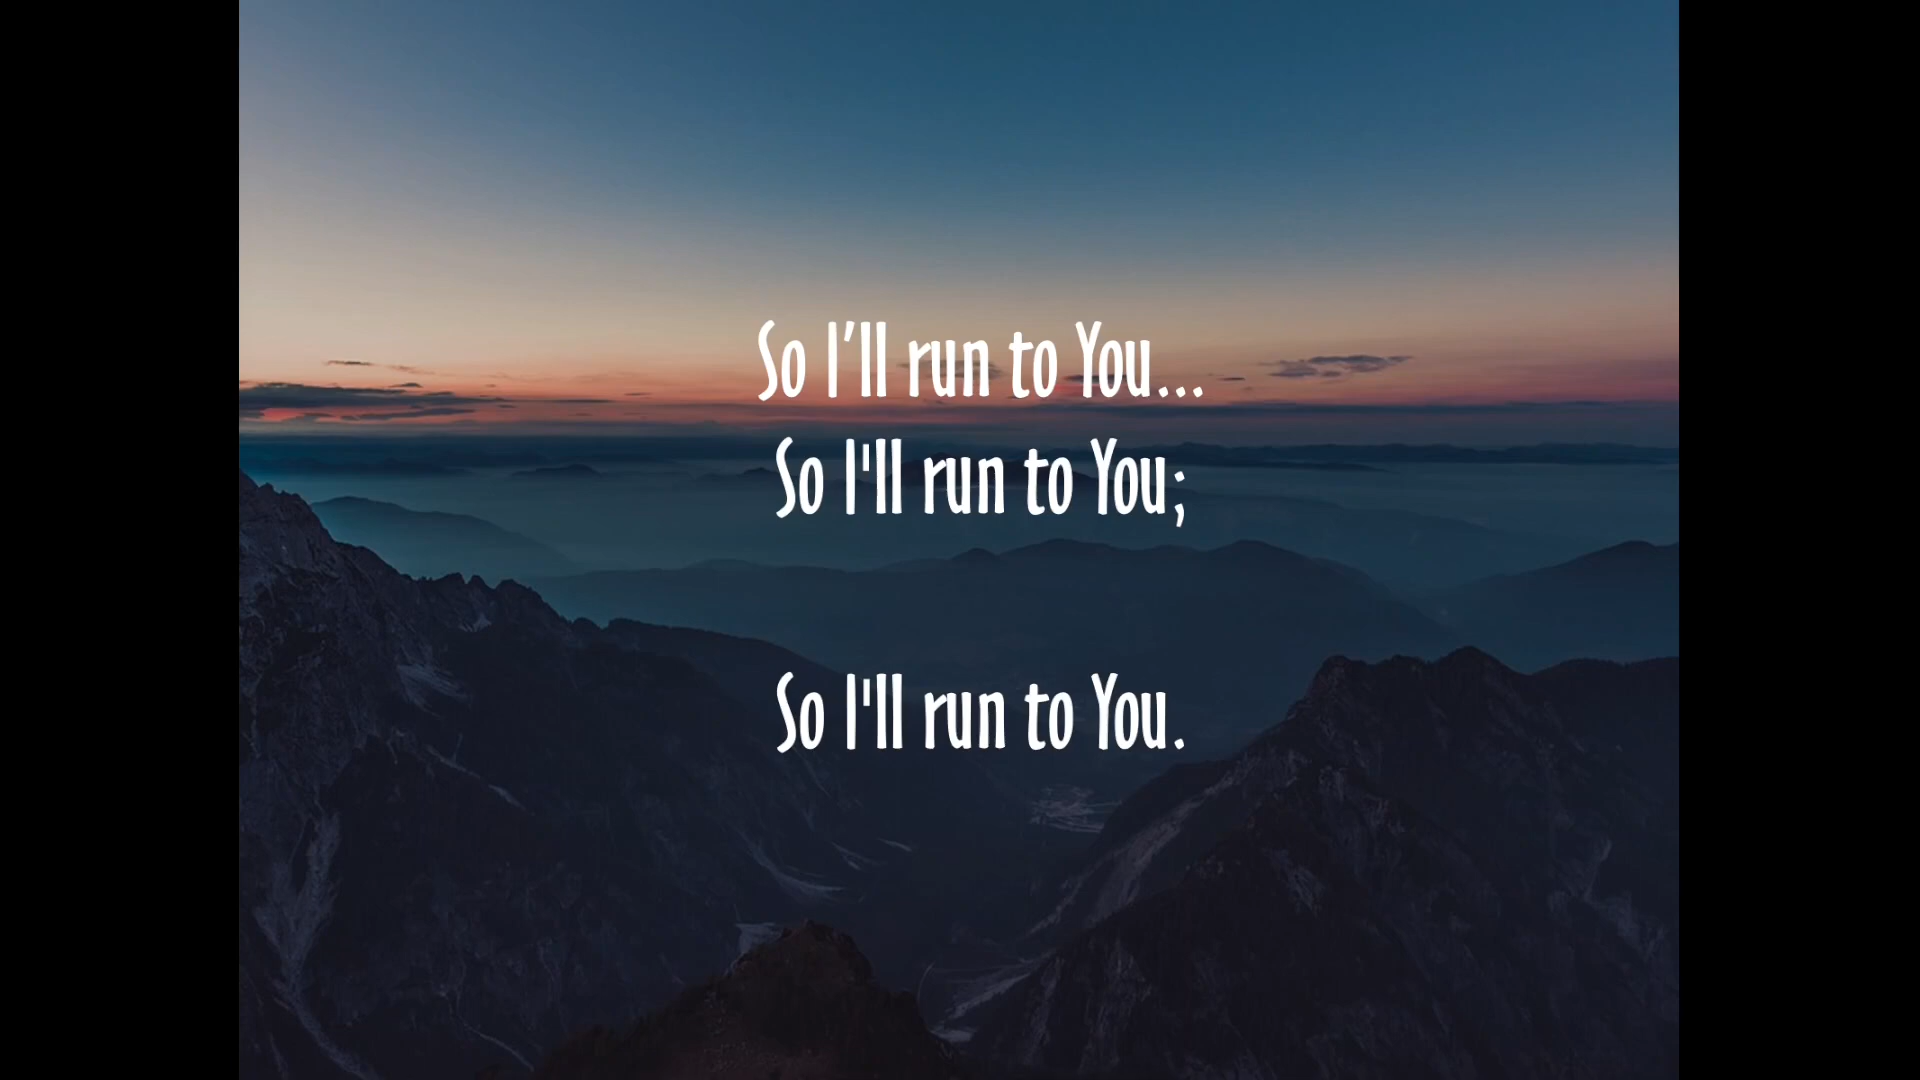 So I’ll run to You...
So I'll run to You;
So I'll run to You.